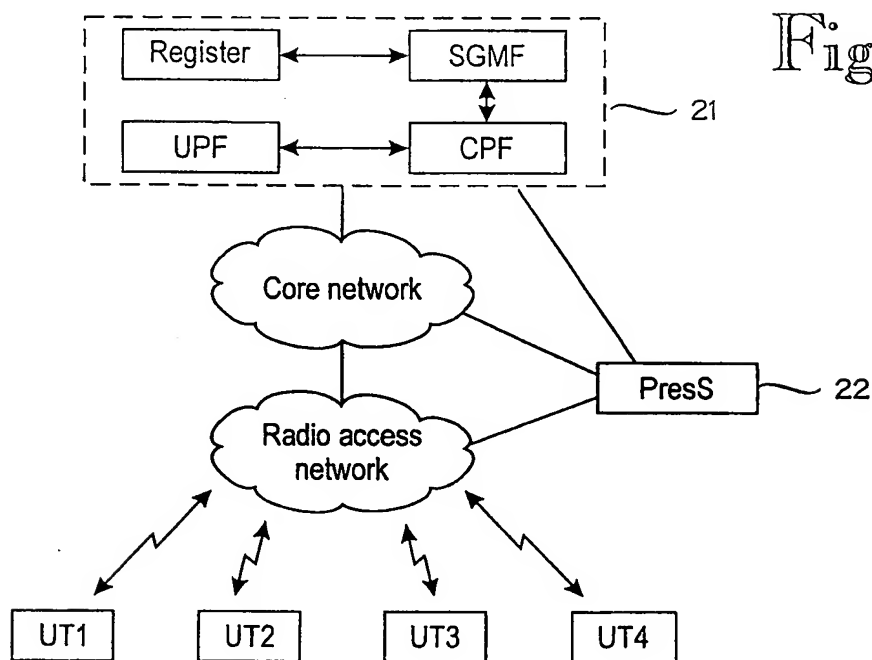 Fig
Register
SGMF
21
UPF
CPF
Core network
PresS
22
Radio access
network
UT1
UT2
UT3
UT4